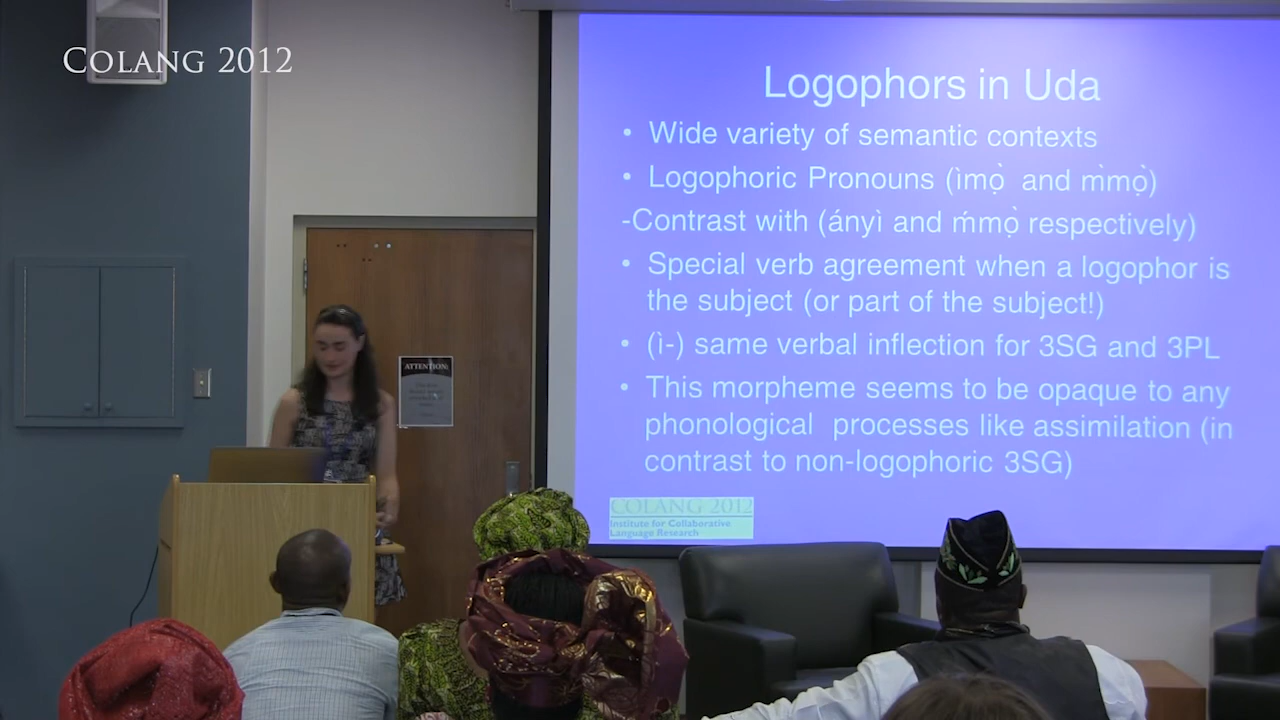 COLANG 2012
Logophors in Uda
• Wide variety of semantic contexts
• Logophoric Pronouns (ìmọ̀ and m̀mọ̀)
-Contrast with (ányì and ḿmọ̀ respectively)
• Special verb agreement when a logophor is
the subject (or part of the subject!)
• (ì-) same verbal inflection for 3SG and 3PL
• This morpheme seems to be opaque to any
phonological processes like assimilation (in
contrast to non-logophoric 3SG)
COLANG 2012
Institute for Collaborative
Language Research
ATTENTION